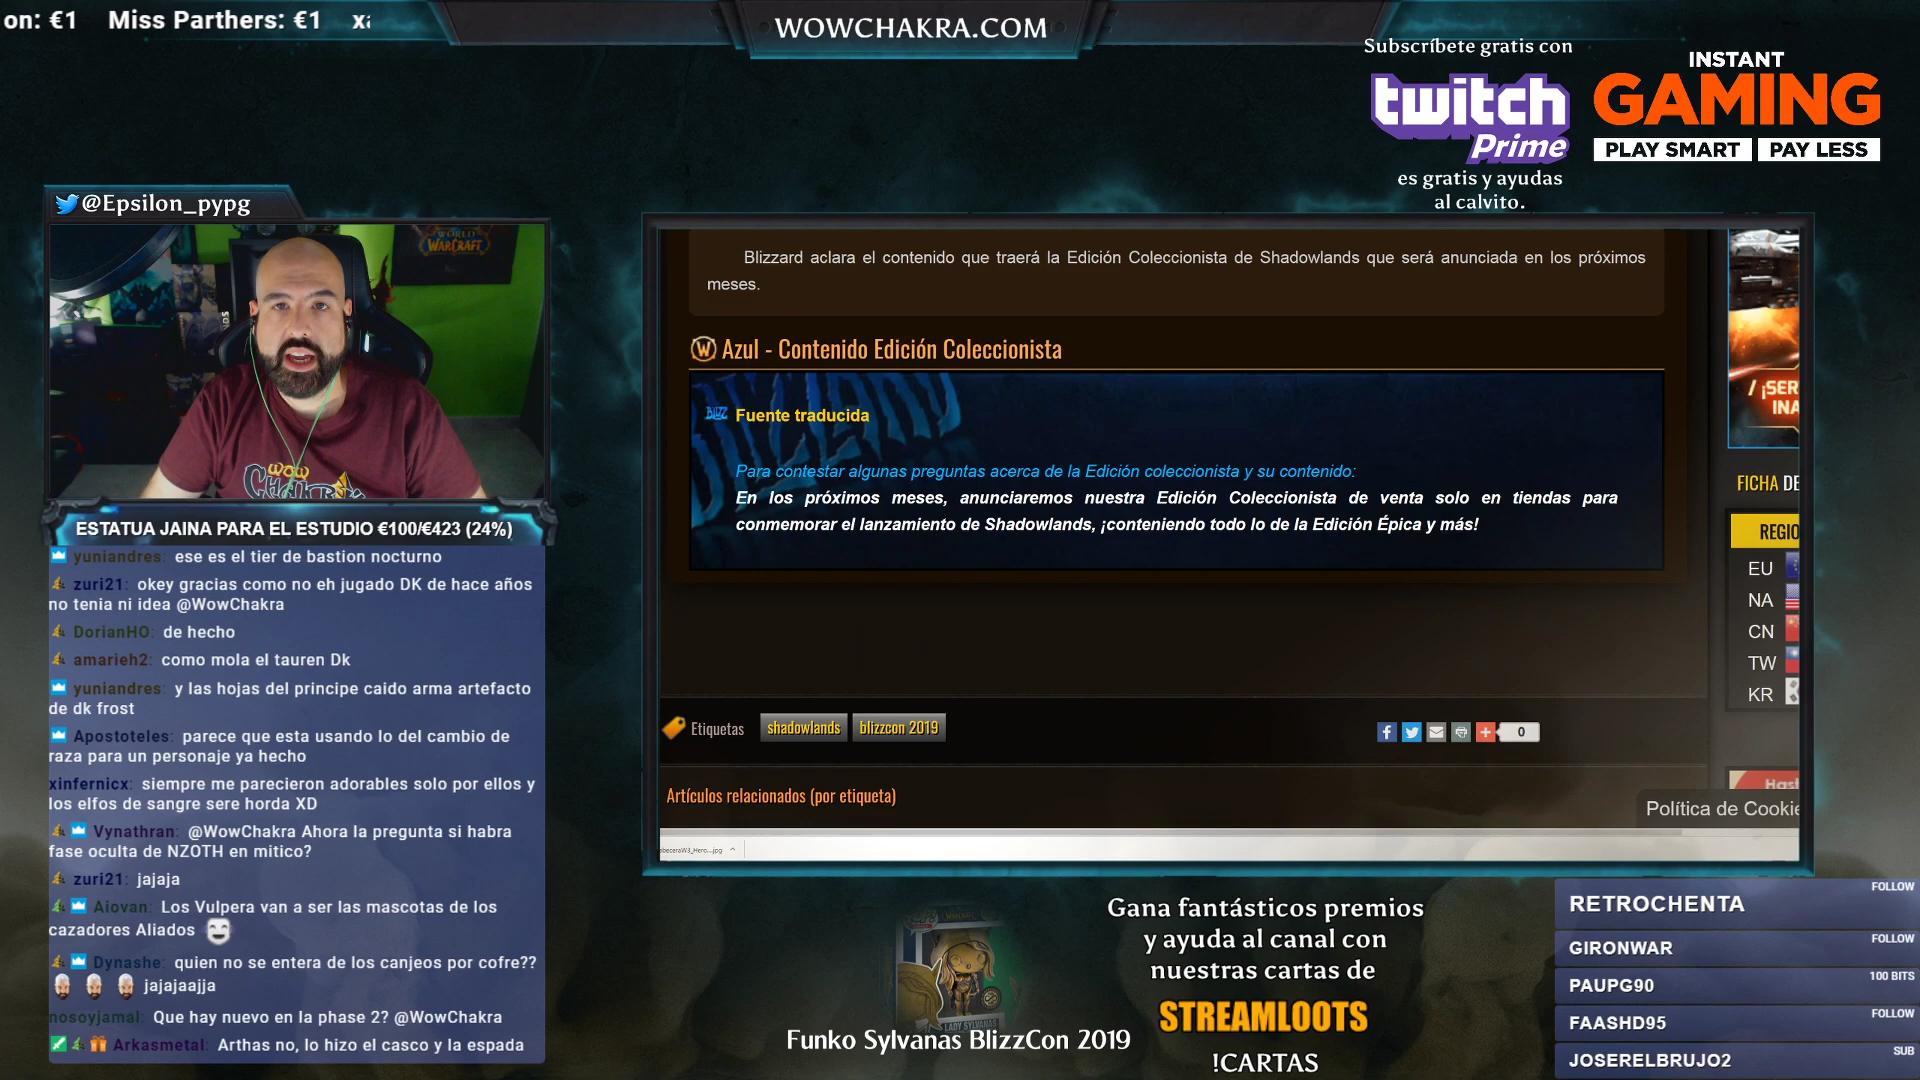 on: €1 Miss Parthers: €1
WOWCHAKRA.COM
Subscríbete gratis con
twitch
Prime
es gratis y ayudas
al calvito.
INSTANT
GAMING
PLAY SMART PAY LESS
@Epsilon_pypg
WORLD
WARCRAFT
WOW
ESTATUA JAINA PARA EL ESTUDIO €100/€423 (24%)
yuniandres: ese es el tier de bastion nocturno
zuri21: okey gracias como no eh jugado DK de hace años
no tenia ni idea @WowChakra
DorianHO: de hecho
amarieh2: como mola el tauren Dk
yuniandres: y las hojas del principe caido arma artefacto
de dk frost
Apostoteles: parece que esta usando lo del cambio de
raza para un personaje ya hecho
xinfernicx: siempre me parecieron adorables solo por ellos y
los elfos de sangre sere horda XD
Vynathran: @WowChakra Ahora la pregunta si habra
fase oculta de NZOTH en mitico?
zuri21: jajaja
Aiovan: Los Vulpera van a ser las mascotas de los
cazadores Aliados
Dynashe: quien no se entera de los canjeos por cofre??
jajajaajja
nosoyjamal: Que hay nuevo en la phase 2? @WowChakra
Arkasmetal: Arthas no, lo hizo el casco y la espada
Blizzard aclara el contenido que traerá la Edición Coleccionista de Shadowlands que será anunciada en los próximos
meses.
Azul - Contenido Edición Coleccionista
BLIZZ Fuente traducida
Para contestar algunas preguntas acerca de la Edición coleccionista y su contenido:
En los próximos meses, anunciaremos nuestra Edición Coleccionista de venta solo en tiendas para
conmemorar el lanzamiento de Shadowlands, ¡conteniendo todo lo de la Edición Épica y más!
Etiquetas shadowlands blizzcon 2019
0
Artículos relacionados (por etiqueta)
/ ¡SER
INA
FICHA DE
REGIO
EU
NA
CN
TW
KR
Hast
Política de Cookie
LADY SYLVANAS
Funko Sylvanas BlizzCon 2019
Gana fantásticos premios
y ayuda al canal con
nuestras cartas de
STREAMLOOTS
!CARTAS
RETROCHENTA FOLLOW
GIRONWAR FOLLOW
PAUPG90 100 BITS
FAASHD95 FOLLOW
JOSERELBRUJO2 SUB